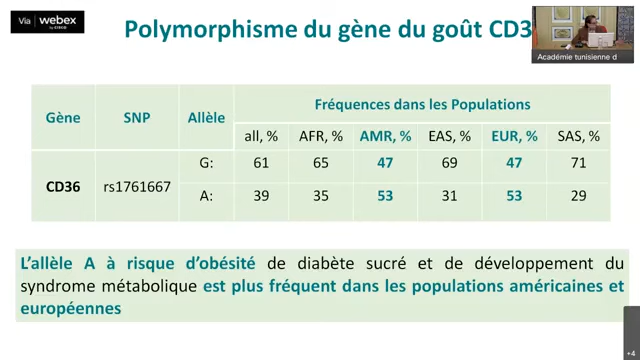 Via webex
by CISCO
Polymorphisme du gène du goût CD3
Académie tunisienne d
Gène SNP Allèle Fréquences dans les Populations
all, % AFR, % AMR, % EAS, % EUR, % SAS, %
CD36 rs1761667 G: 61 65 47 69 47 71
A: 39 35 53 31 53 29
L'allèle A à risque d'obésité de diabète sucré et de développement du
syndrome métabolique est plus fréquent dans les populations américaines et
européennes
+4